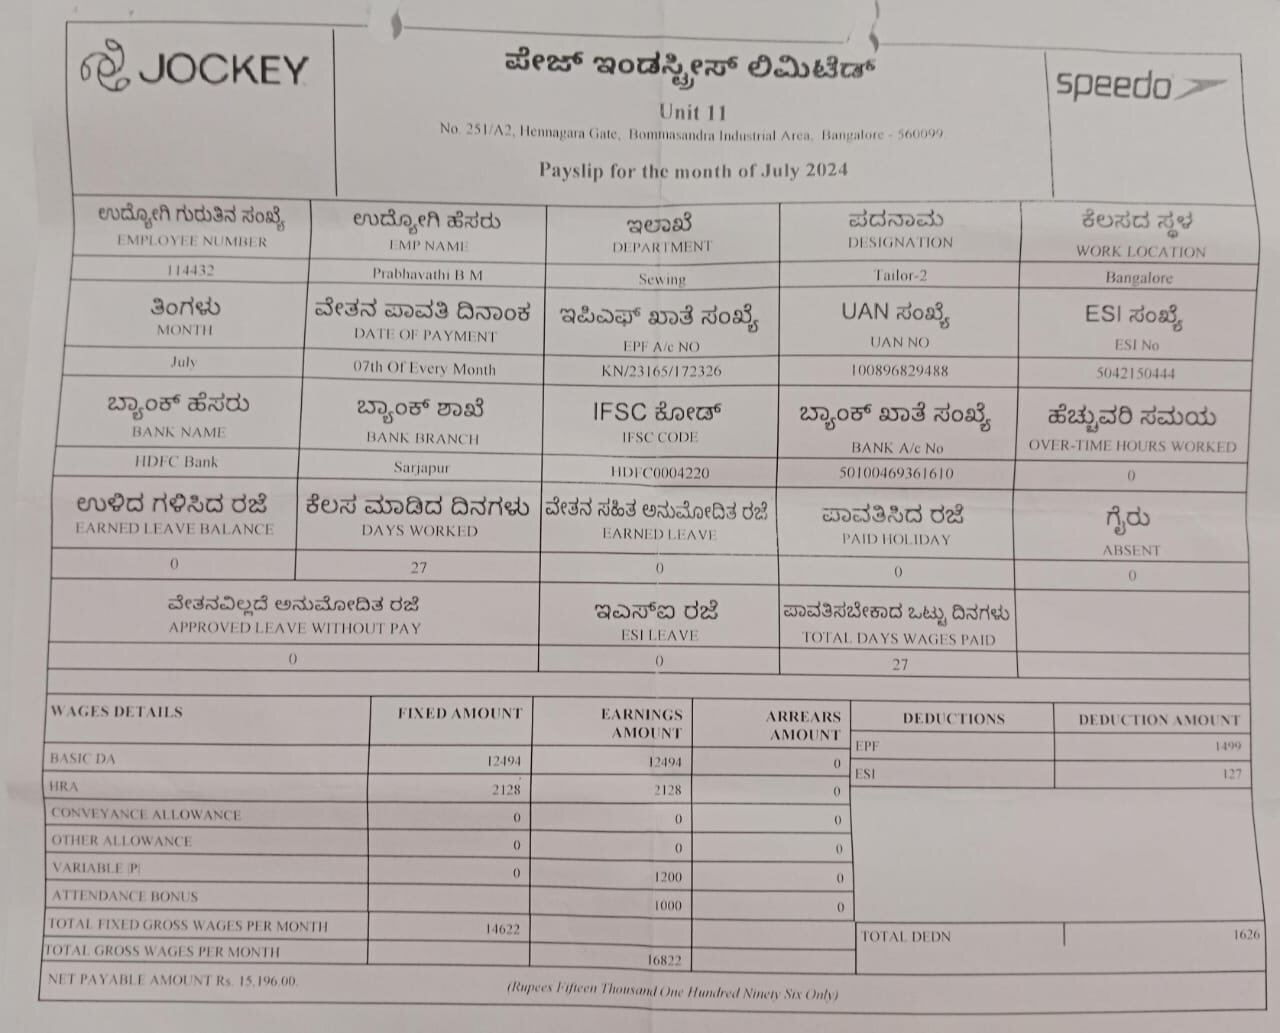 JOCKEY
ಪೇಜ್ ಇಂಡಸ್ಟ್ರೀಸ್ ಲಿಮಿಟೆಡ್
speedo
Unit 11
No. 251/A2, Hennagara Gate, Bommasandra Industrial Area, Bangalore - 560099
Payslip for the month of July 2024
ಉದ್ಯೋಗಿ ಗುರುತಿನ ಸಂಖ್ಯೆ ಉದ್ಯೋಗಿ ಹೆಸರು ಇಲಾಖೆ ಪದನಾಮ ಕೆಲಸದ ಸ್ಥಳ
EMPLOYEE NUMBER EMP NAME DEPARTMENT DESIGNATION WORK LOCATION
114432 Prabhavathi B M Sewing Tailor-2 Bangalore
ತಿಂಗಳು ವೇತನ ಪಾವತಿ ದಿನಾಂಕ ಇಪಿಎಫ್ ಖಾತೆ ಸಂಖ್ಯೆ UAN ಸಂಖ್ಯೆ ESI ಸಂಖ್ಯೆ
MONTH DATE OF PAYMENT EPF A/c NO UAN NO ESI No
July 07th Of Every Month KN/23165/172326 100896829488 5042150444
ಬ್ಯಾಂಕ್ ಹೆಸರು ಬ್ಯಾಂಕ್ ಶಾಖೆ IFSC ಕೋಡ್ ಬ್ಯಾಂಕ್ ಖಾತೆ ಸಂಖ್ಯೆ ಹೆಚ್ಚುವರಿ ಸಮಯ
BANK NAME BANK BRANCH IFSC CODE BANK A/c No OVER-TIME HOURS WORKED
HDFC Bank Sarjapur HDFC0004220 50100469361610 0
ಉಳಿದ ಗಳಿಸಿದ ರಜೆ ಕೆಲಸ ಮಾಡಿದ ದಿನಗಳು ವೇತನ ಸಹಿತ ಅನುಮೋದಿತ ರಜೆ ಪಾವತಿಸಿದ ರಜೆ ಗೈರು
EARNED LEAVE BALANCE DAYS WORKED EARNED LEAVE PAID HOLIDAY ABSENT
0 27 0 0 0
ವೇತನವಿಲ್ಲದೆ ಅನುಮೋದಿತ ರಜೆ ಇಎಸ್ಐ ರಜೆ ಪಾವತಿಸಬೇಕಾದ ಒಟ್ಟು ದಿನಗಳು
APPROVED LEAVE WITHOUT PAY ESI LEAVE TOTAL DAYS WAGES PAID
0 0 27
WAGES DETAILS FIXED AMOUNT EARNINGS AMOUNT ARREARS AMOUNT DEDUCTIONS DEDUCTION AMOUNT
EPF 1499
BASIC DA 12494 12494 0
ESI 127
HRA 2128 2128 0
CONVEYANCE ALLOWANCE 0 0 0
OTHER ALLOWANCE 0 0 0
VARIABLE |P| 0 1200 0
ATTENDANCE BONUS 1000 0
TOTAL FIXED GROSS WAGES PER MONTH 14622
TOTAL DEDN 1626
TOTAL GROSS WAGES PER MONTH 16822
NET PAYABLE AMOUNT Rs. 15,196.00. (Rupees Fifteen Thousand One Hundred Ninety Six Only)